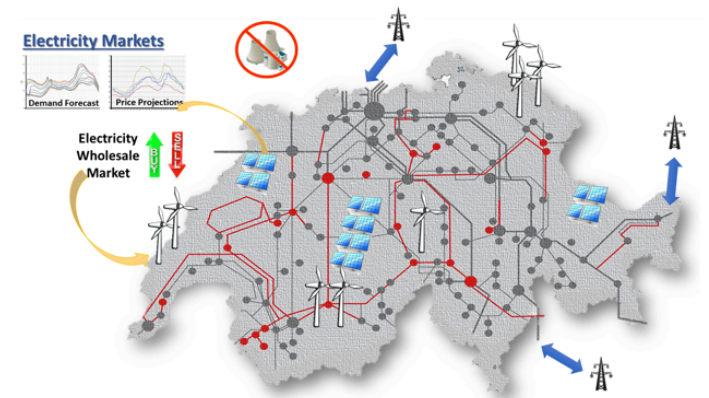 Electricity Markets
Demand Forecast
Price Projections
Electricity
Wholesale
Market
BUY
SELL